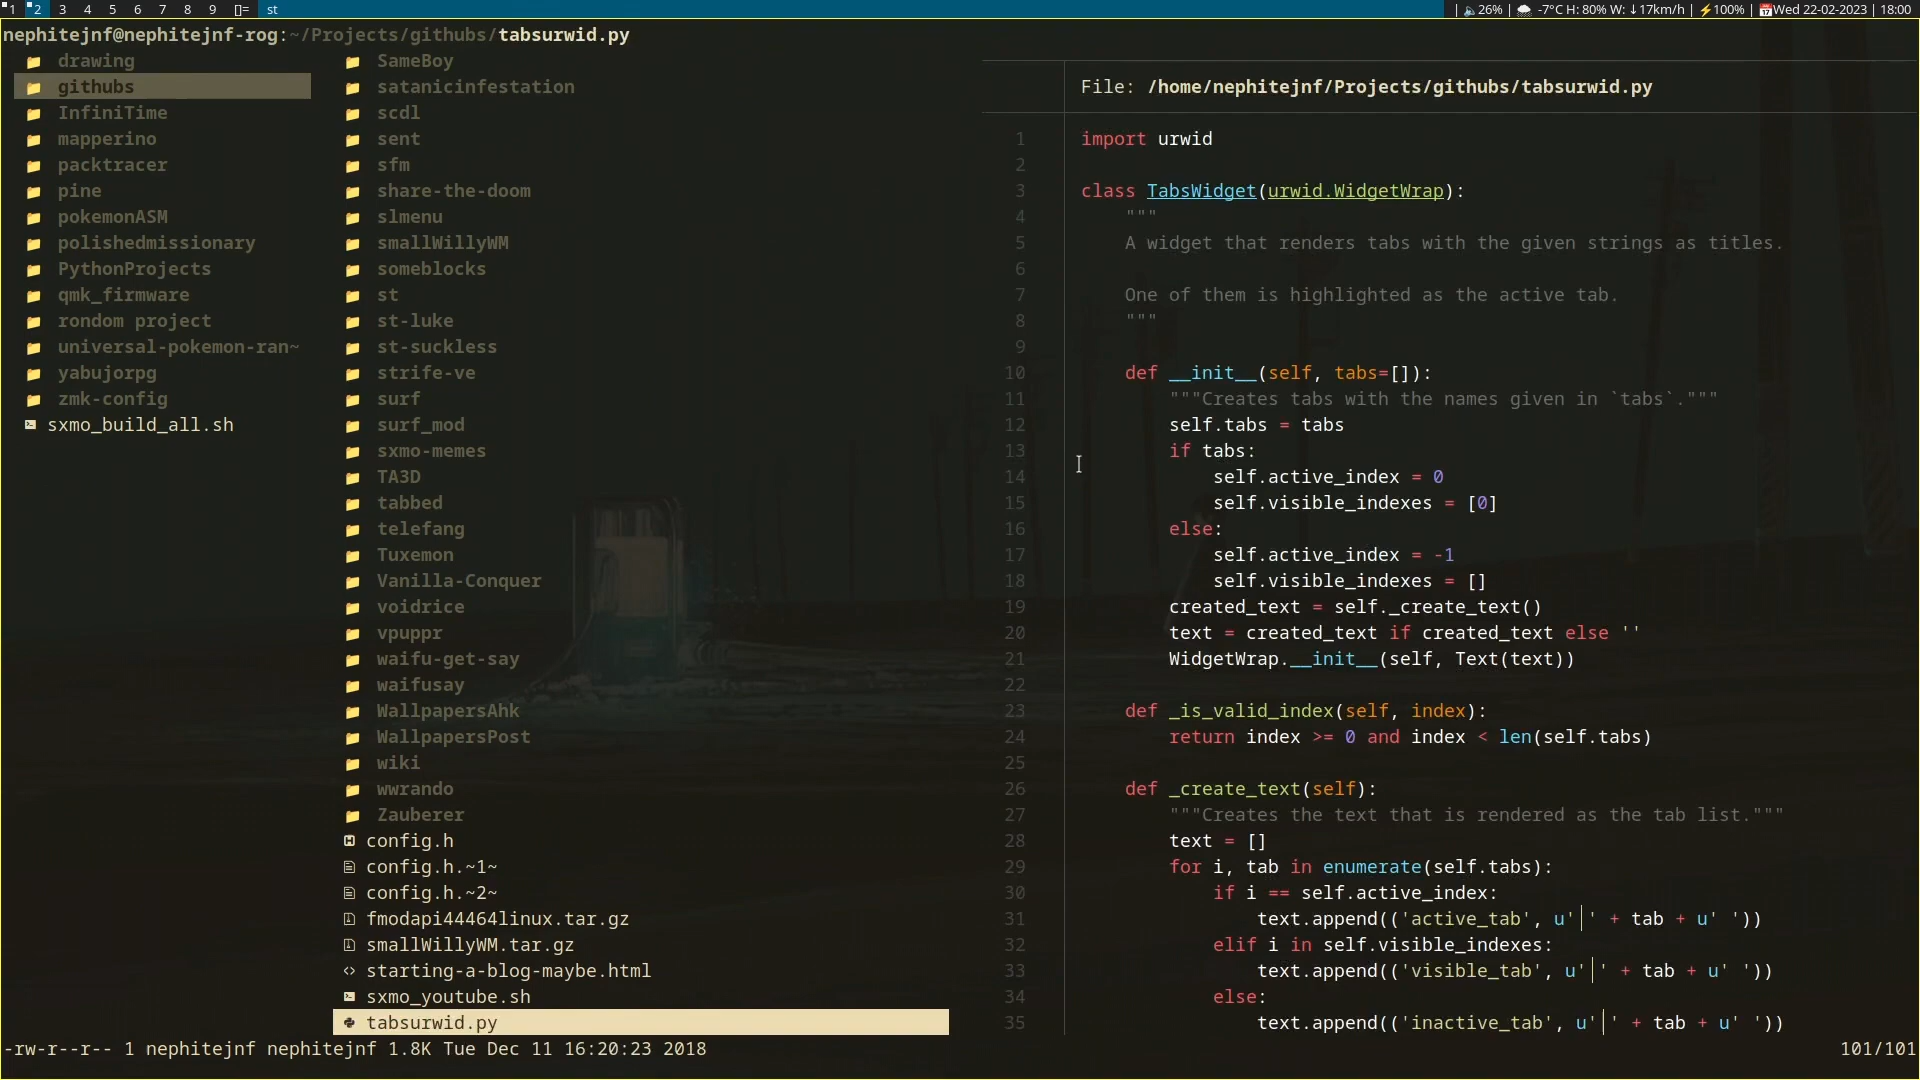 1 2 3 4 5 6 7 8 9 []= st | 26% | -7°C H: 80% W: ↓17km/h | ⚡100% | 📅Wed 22-02-2023 | 18:00
nephitejnf@nephitejnf-rog:~/Projects/githubs/tabsurwid.py
drawing
githubs
InfiniTime
mapperino
packtracer
pine
pokemonASM
polishedmissionary
PythonProjects
qmk_firmware
rondom project
universal-pokemon-ran~
yabujorpg
zmk-config
sxmo_build_all.sh
SameBoy
satanicinfestation
scdl
sent
sfm
share-the-doom
slmenu
smallWillyWM
someblocks
st
st-luke
st-suckless
strife-ve
surf
surf_mod
sxmo-memes
TA3D
tabbed
telefang
Tuxemon
Vanilla-Conquer
voidrice
vpuppr
waifu-get-say
waifusay
WallpapersAhk
WallpapersPost
wiki
wwrando
Zauberer
config.h
config.h.~1~
config.h.~2~
fmodapi44464linux.tar.gz
smallWillyWM.tar.gz
starting-a-blog-maybe.html
sxmo_youtube.sh
tabsurwid.py
File: /home/nephitejnf/Projects/githubs/tabsurwid.py
1 import urwid
2
3 class TabsWidget(urwid.WidgetWrap):
4     """
5     A widget that renders tabs with the given strings as titles.
6
7     One of them is highlighted as the active tab.
8     """
9
10     def __init__(self, tabs=[]):
11         """Creates tabs with the names given in `tabs`."""
12         self.tabs = tabs
13         if tabs:
14             self.active_index = 0
15             self.visible_indexes = [0]
16         else:
17             self.active_index = -1
18             self.visible_indexes = []
19         created_text = self._create_text()
20         text = created_text if created_text else ''
21         WidgetWrap.__init__(self, Text(text))
22
23     def _is_valid_index(self, index):
24         return index >= 0 and index < len(self.tabs)
25
26     def _create_text(self):
27         """Creates the text that is rendered as the tab list."""
28         text = []
29         for i, tab in enumerate(self.tabs):
30             if i == self.active_index:
31                 text.append(('active_tab', u'│' + tab + u' '))
32             elif i in self.visible_indexes:
33                 text.append(('visible_tab', u'│' + tab + u' '))
34             else:
35                 text.append(('inactive_tab', u'│' + tab + u' '))
-rw-r--r-- 1 nephitejnf nephitejnf 1.8K Tue Dec 11 16:20:23 2018 101/101